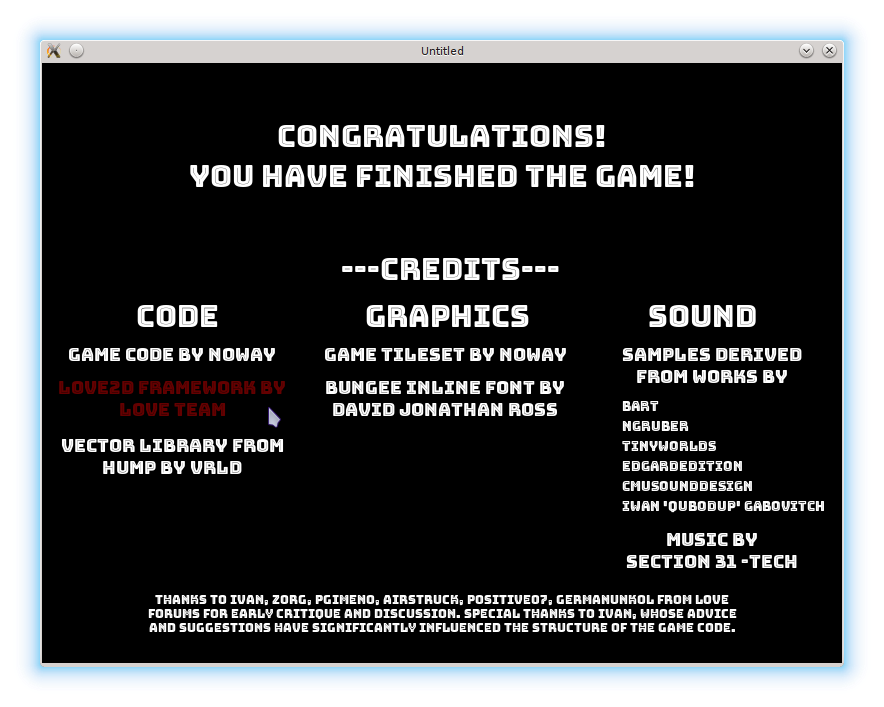 Untitled
CONGRATULATIONS!
YOU HAVE FINISHED THE GAME!
---CREDITS---
CODE
GAME CODE BY NOWAY
LOVE2D FRAMEWORK BY
LOVE TEAM
VECTOR LIBRARY FROM
HUMP BY VRLD
GRAPHICS
GAME TILESET BY NOWAY
BUNGEE INLINE FONT BY
DAVID JONATHAN ROSS
SOUND
SAMPLES DERIVED
FROM WORKS BY
BART
NGRUBER
TINYWORLDS
EDGARDEDITION
CMUSOUNDDESIGN
IWAN 'QUBODUP' GABOVITCH
MUSIC BY
SECTION 31 -TECH
THANKS TO IVAN, ZORG, PGIMENO, AIRSTRUCK, POSITIVE07, GERMANUNKOL FROM LOVE
FORUMS FOR EARLY CRITIQUE AND DISCUSSION. SPECIAL THANKS TO IVAN, WHOSE ADVICE
AND SUGGESTIONS HAVE SIGNIFICANTLY INFLUENCED THE STRUCTURE OF THE GAME CODE.